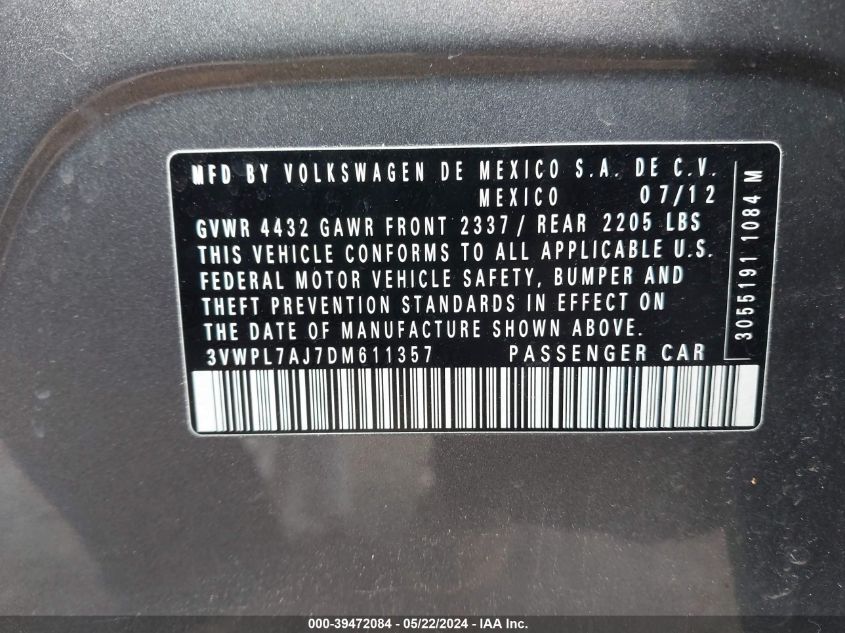 MFD BY VOLKSWAGEN DE MEXICO S.A. DE C.V.
MEXICO 07/12
GVWR 4432 GAWR FRONT 2337/ REAR 2205 LBS
THIS VEHICLE CONFORMS TO ALL APPLICABLE U.S.
FEDERAL MOTOR VEHICLE SAFETY, BUMPER AND
THEFT PREVENTION STANDARDS IN EFFECT ON
THE DATE OF MANUFACTURE SHOWN ABOVE.
3VWPL7AJ7DM611357 PASSENGER CAR
3055191 1084 M
000-39472084 - 05/22/2024 - IAA Inc.